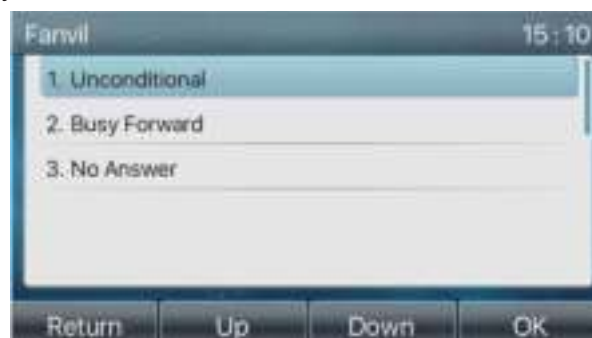 Fanvil 15:10
1. Unconditional
2. Busy Forward
3. No Answer
Return Up Down OK